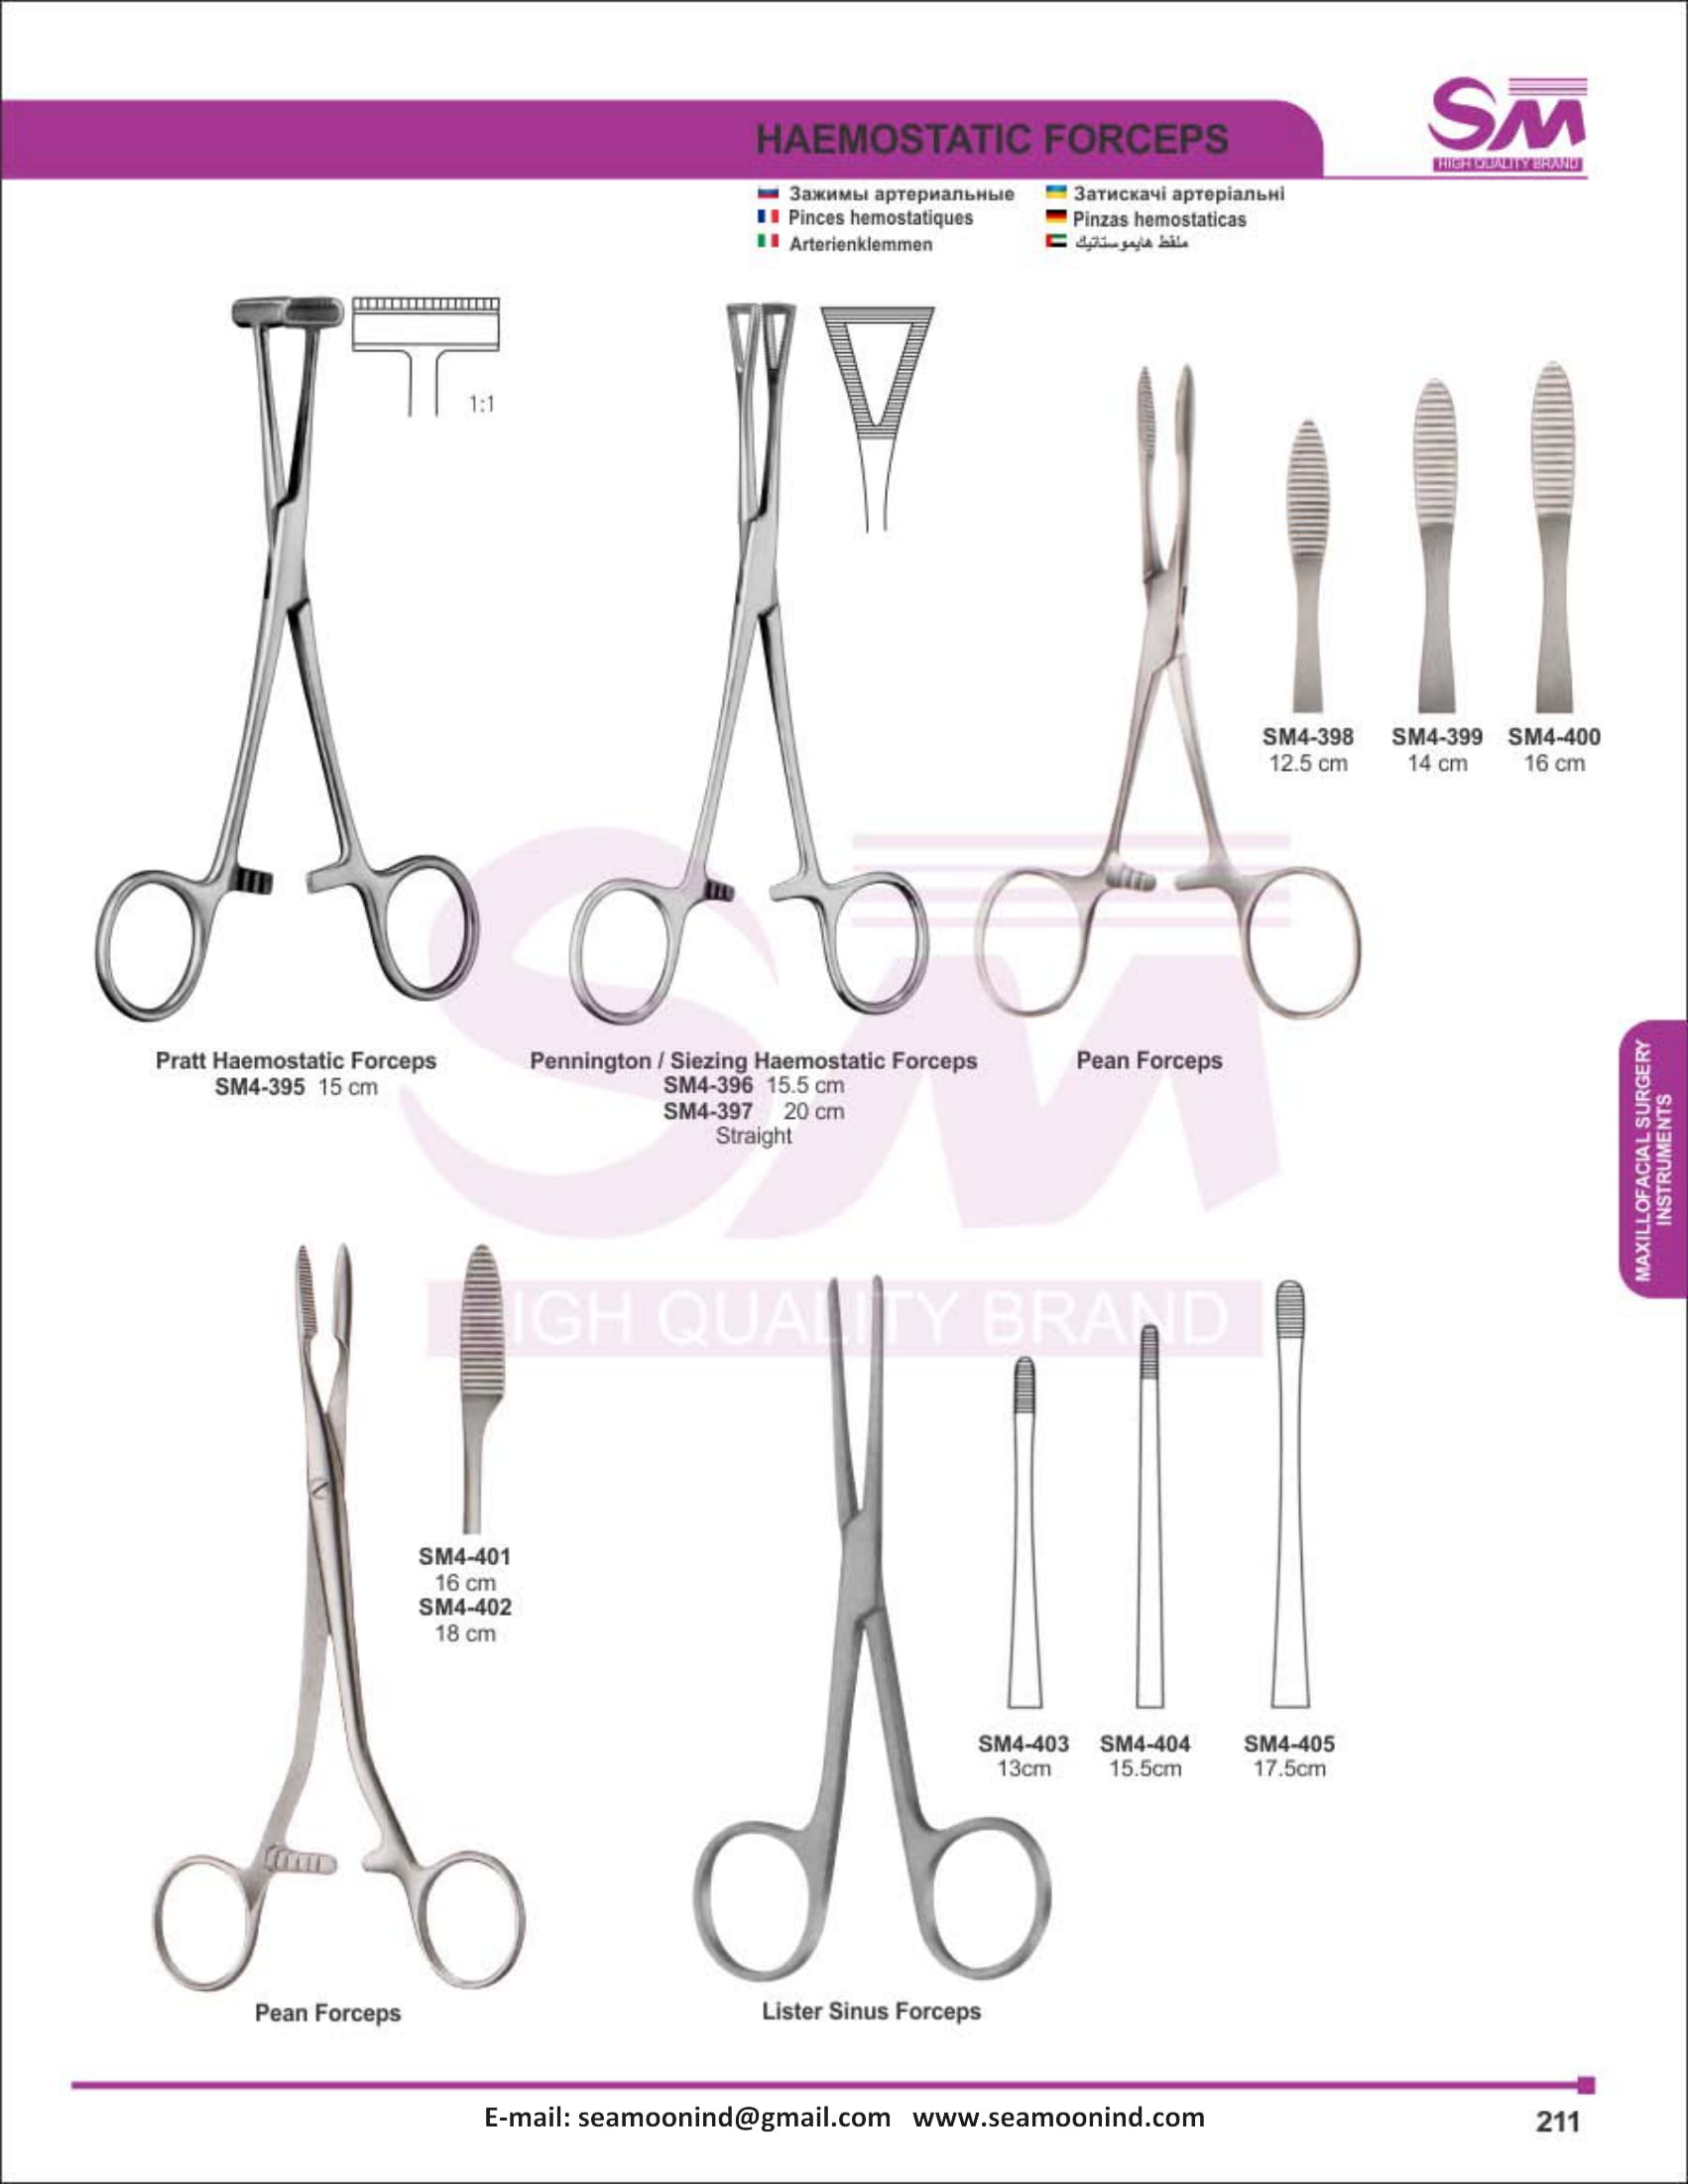 SM
HIGH QUALITY BRAND
HAEMOSTATIC FORCEPS
Зажимы артериальные
Затискачі артеріальні
Pinces hemostatiques
Pinzas hemostaticas
Arterienklemmen
ملقط هايموستاتيك
1:1
SM4-398 SM4-399 SM4-400
12.5 cm 14 cm 16 cm
Pratt Haemostatic Forceps
SM4-395 15 cm
Pennington / Siezing Haemostatic Forceps
SM4-396 15.5 cm
SM4-397 20 cm
Straight
Pean Forceps
MAXILLOFACIAL SURGERY
INSTRUMENTS
SM
HIGH QUALITY BRAND
SM4-401
16 cm
SM4-402
18 cm
SM4-403 SM4-404 SM4-405
13cm 15.5cm 17.5cm
Pean Forceps
Lister Sinus Forceps
E-mail: seamoonind@gmail.com www.seamoonind.com
211